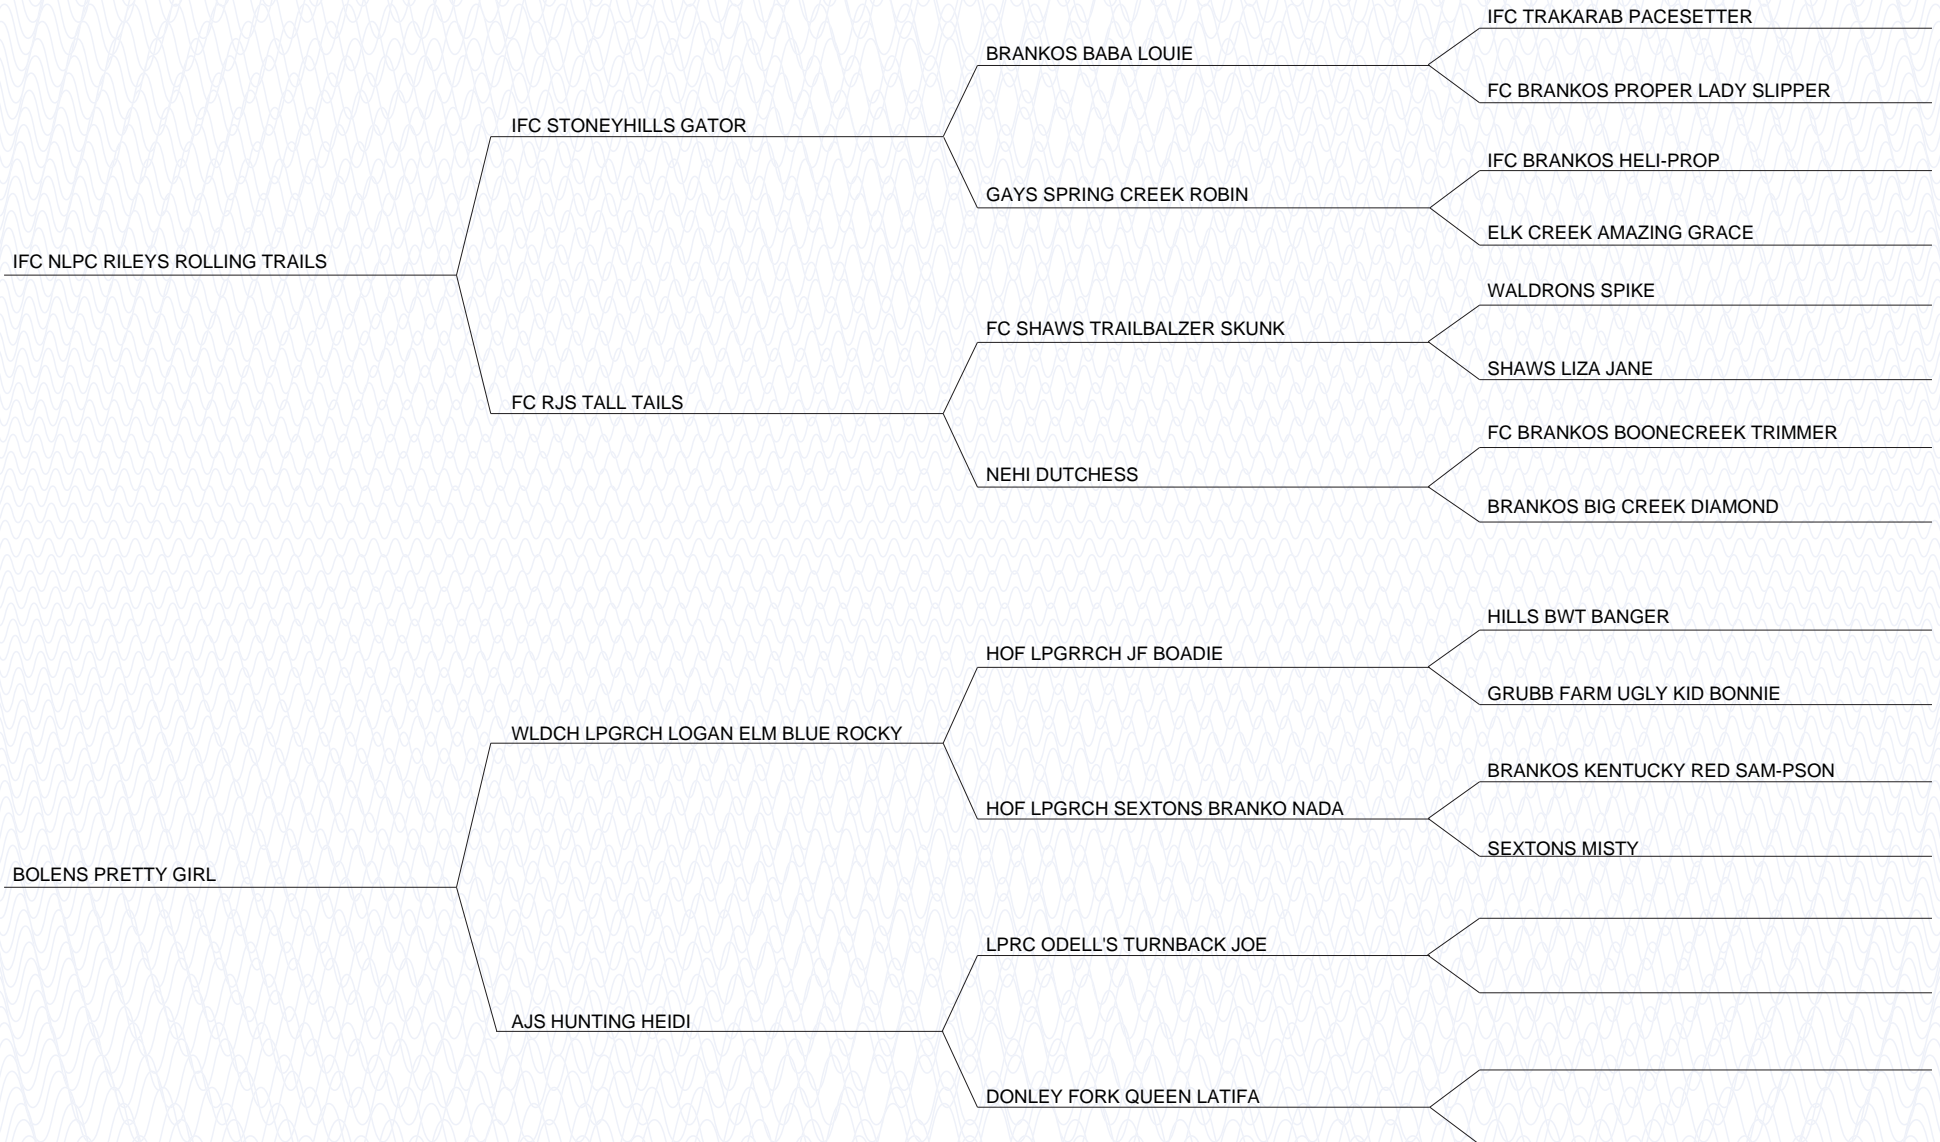 IFC TRAKARAB PACESETTER
BRANKOS BABA LOUIE
FC BRANKOS PROPER LADY SLIPPER
IFC STONEYHILLS GATOR
IFC BRANKOS HELI-PROP
GAYS SPRING CREEK ROBIN
ELK CREEK AMAZING GRACE
IFC NLPC RILEYS ROLLING TRAILS
WALDRONS SPIKE
FC SHAWS TRAILBALZER SKUNK
SHAWS LIZA JANE
FC RJS TALL TAILS
FC BRANKOS BOONECREEK TRIMMER
NEHI DUTCHESS
BRANKOS BIG CREEK DIAMOND
HILLS BWT BANGER
HOF LPGRRCH JF BOADIE
GRUBB FARM UGLY KID BONNIE
WLDCH LPGRCH LOGAN ELM BLUE ROCKY
BRANKOS KENTUCKY RED SAM-PSON
HOF LPGRCH SEXTONS BRANKO NADA
SEXTONS MISTY
BOLENS PRETTY GIRL
LPRC ODELL'S TURNBACK JOE
AJS HUNTING HEIDI
DONLEY FORK QUEEN LATIFA